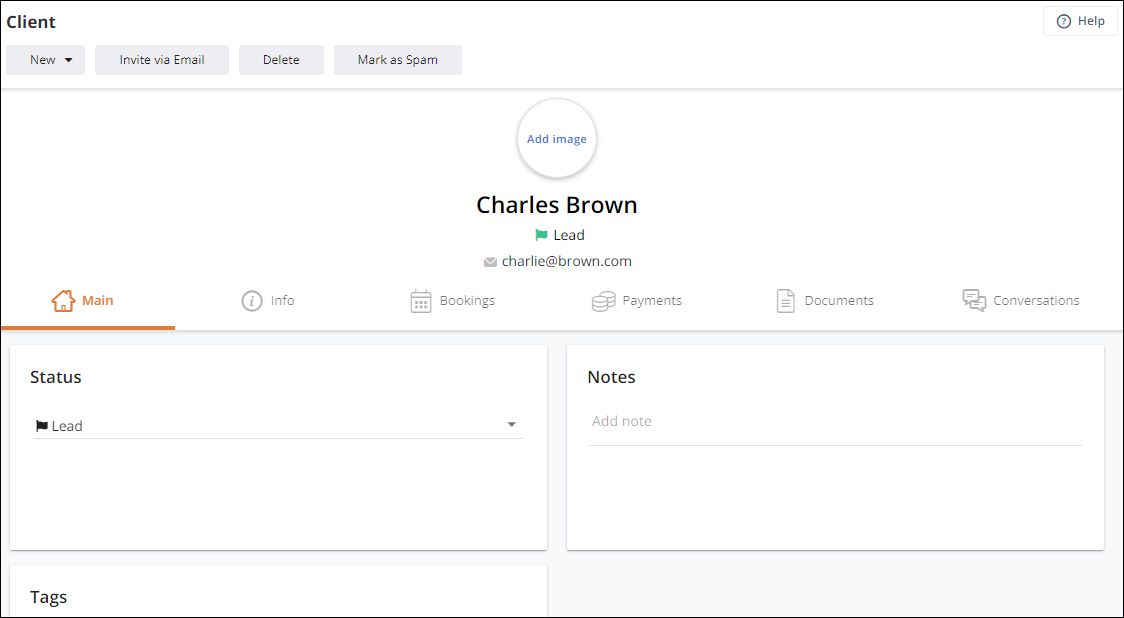 Client
Help
New
Invite via Email
Delete
Mark as Spam
Add image
Charles Brown
Lead
charlie@brown.com
Main
Info
Bookings
Payments
Documents
Conversations
Status
Lead
Notes
Add note
Tags